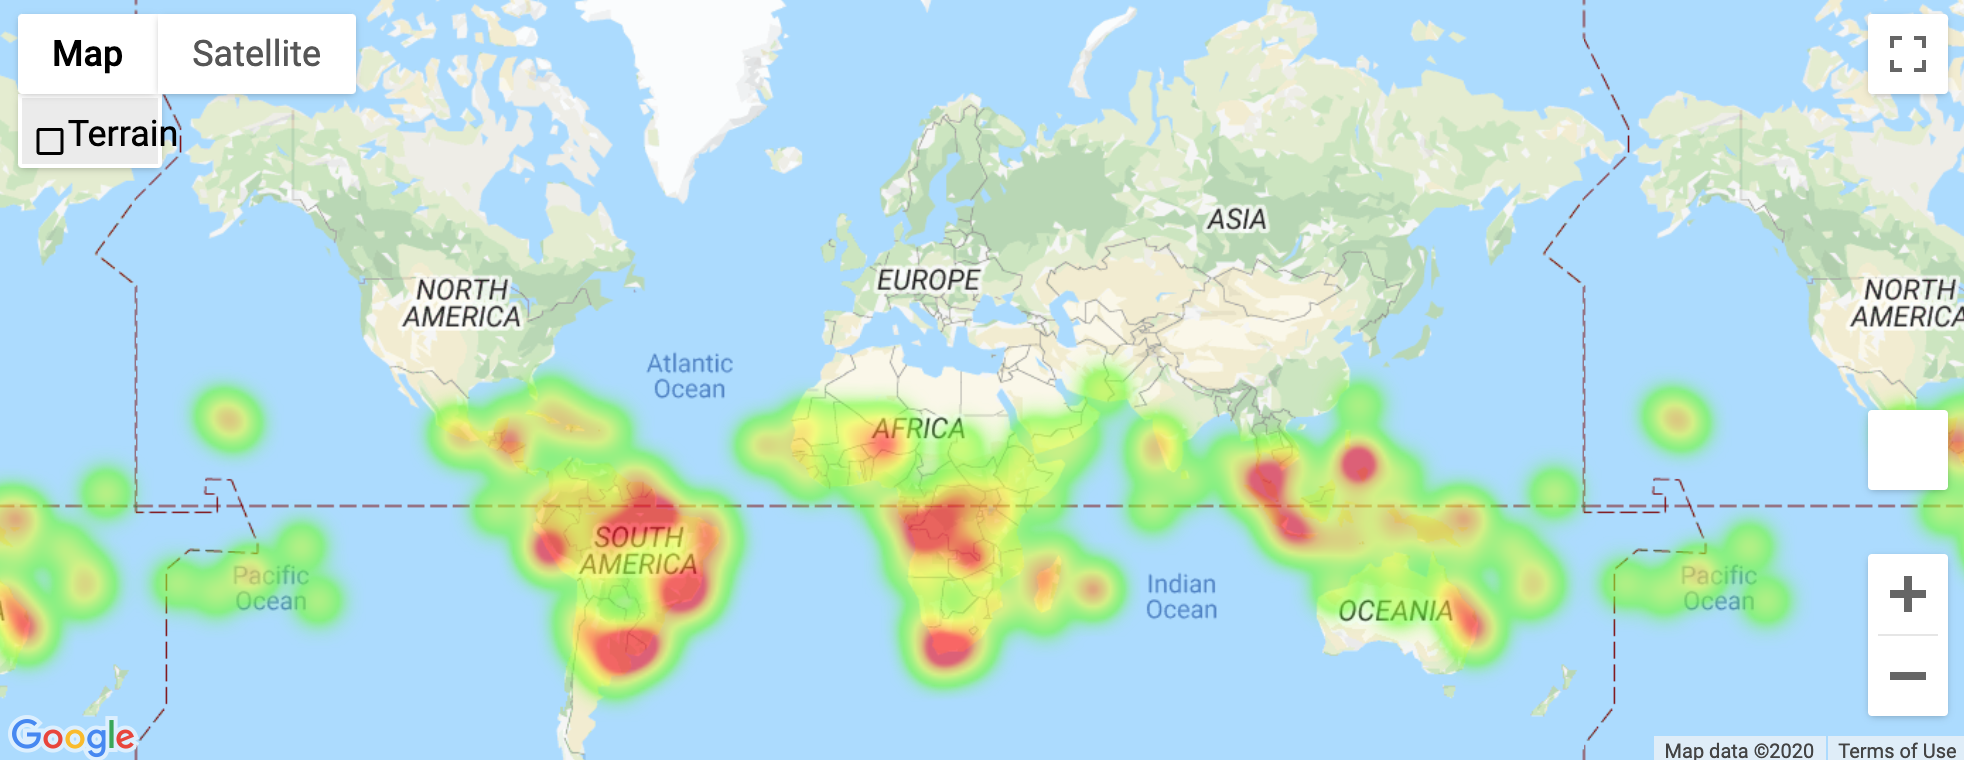 Map
Satellite
Terrain
ASIA
EUROPE
NORTH
AMERICA
NORTH
AMERICA
Atlantic
Ocean
AFRICA
SOUTH
AMERICA
Pacific
Ocean
Indian
Ocean
OCEANIA
Pacific
Ocean
A
Google
Map data ©2020
Terms of Use